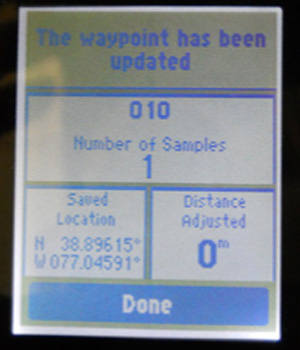 The waypoint has been
updated
010
Number of Samples
1
Saved
Location
N 38.89615°
W 077.04591°
Distance
Adjusted
0m
Done